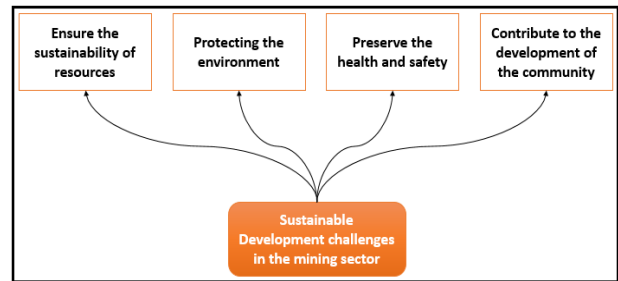 Ensure the
sustainability of
resources
Protecting the
environment
Preserve the
health and safety
Contribute to the
development of
the community
Sustainable
Development challenges
in the mining sector